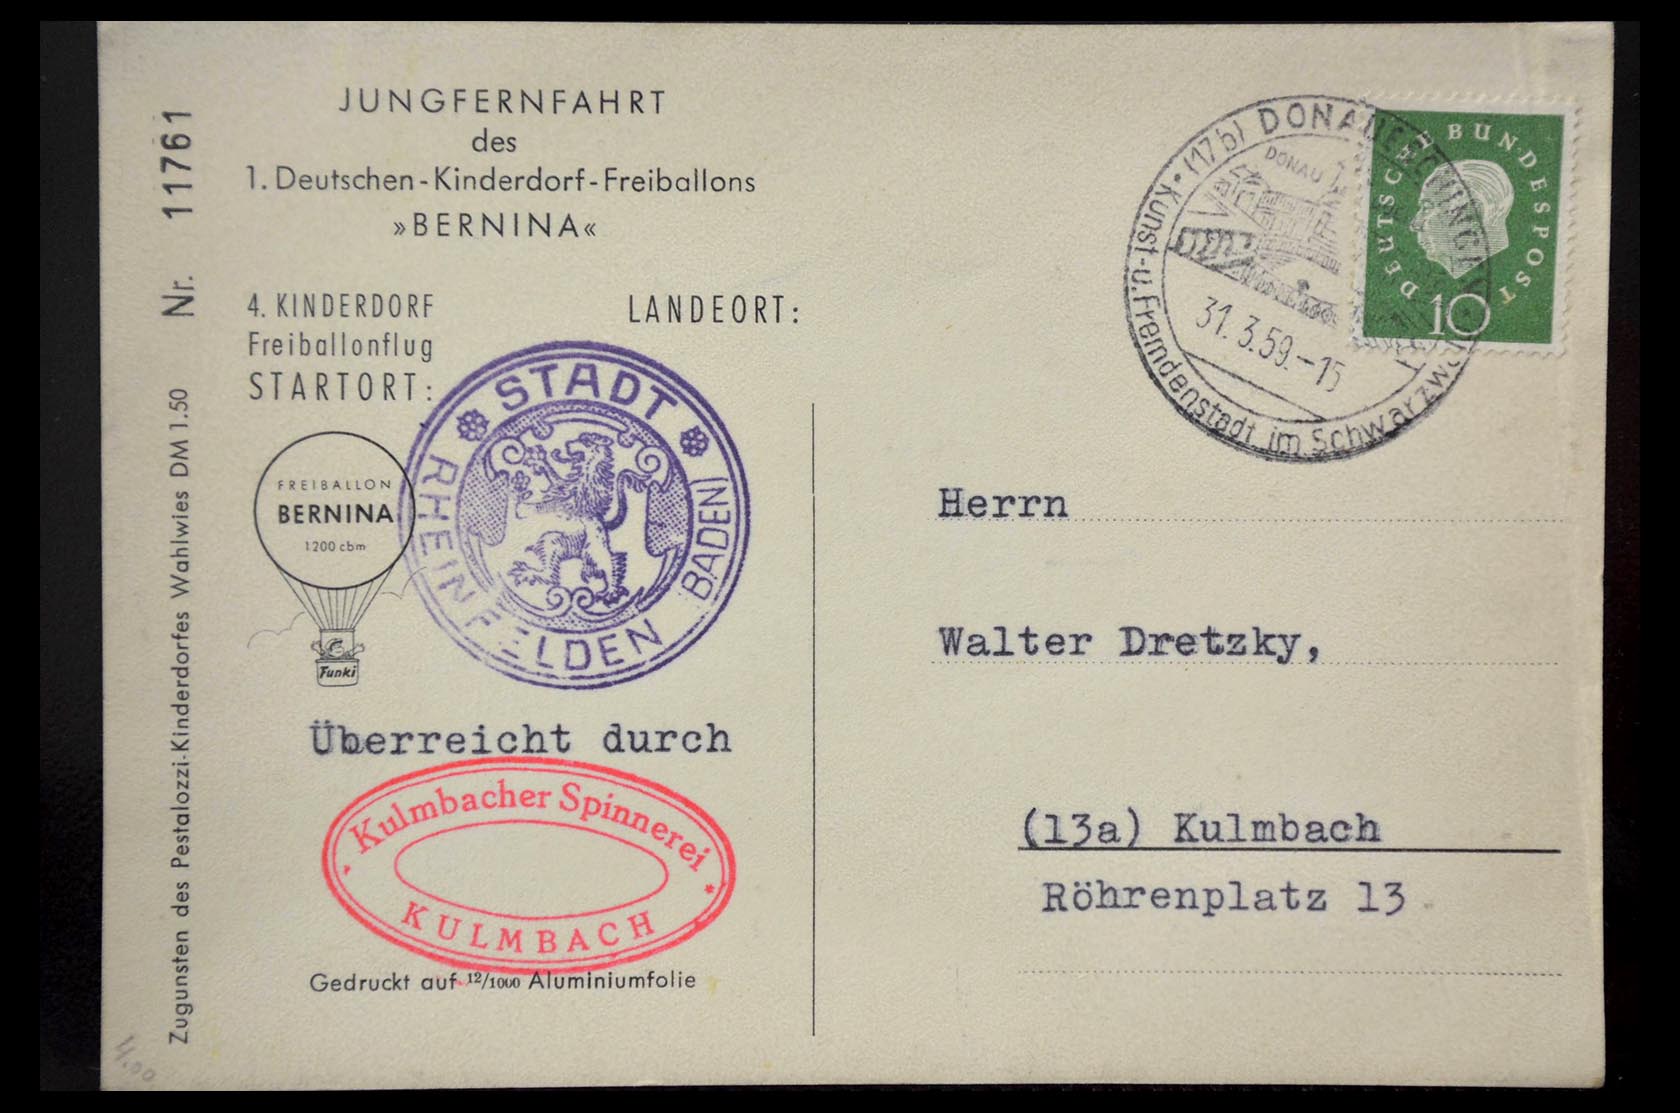 JUNGFERNFAHRT
des
1. Deutschen-Kinderdorf-Freiballons
»BERNINA«
4. KINDERDORF
Freiballonflug
STARTORT:
LANDEORT:
Nr. 11761
Zugunsten des Pestalozzi-Kinderdorfes Wahlwies DM 1.50
FREIBALLON
BERNINA
1200 cbm
Funki
STADT
RHEINFELDEN (BADEN)
Überreicht durch
Kulmbacher Spinnerei
KULMBACH
Gedruckt auf 12/1000 Aluminiumfolie
(17b) DONAUESCHINGEN
DONAU
31.3.59.-15
Kunst-u. Fremdenstadt im Schwarzwald
DEUTSCHE BUNDESPOST
10
Herrn
Walter Dretzky,
(13a) Kulmbach
Röhrenplatz 13
4.00